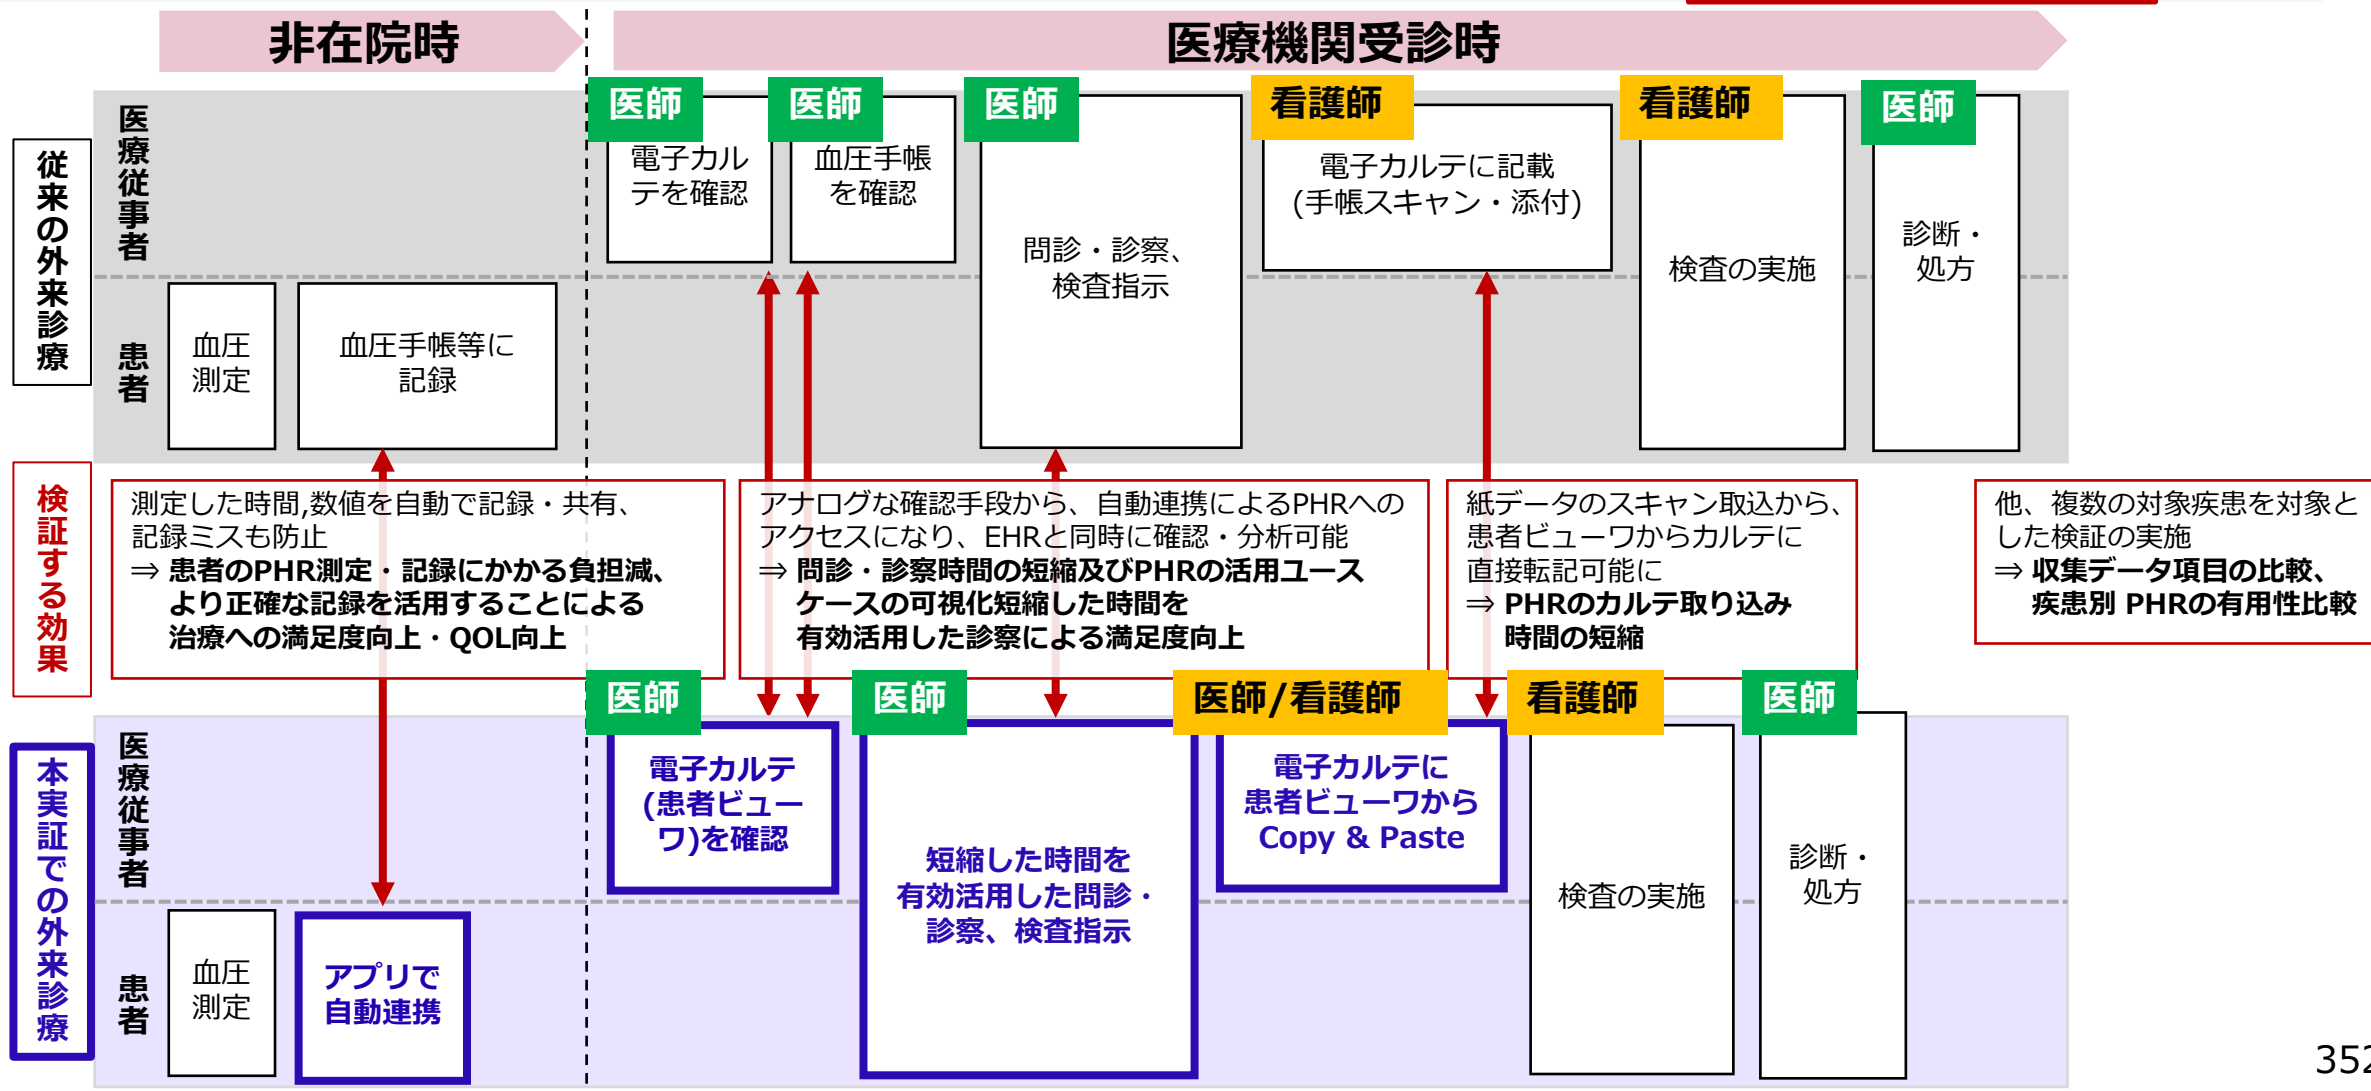 非在院時
医療機関受診時
従来の外来診療
医療従事者
患者
医師
電子カル
テを確認
医師
血圧手帳
を確認
医師
問診・診察、
検査指示
看護師
電子カルテに記載
(手帳スキャン・添付)
看護師
検査の実施
医師
診断・
処方
血圧
測定
血圧手帳等に
記録
検証する効果
測定した時間,数値を自動で記録・共有、
記録ミスも防止
⇒ 患者のPHR測定・記録にかかる負担減、
より正確な記録を活用することによる
治療への満足度向上・QOL向上
アナログな確認手段から、自動連携によるPHRへの
アクセスになり、EHRと同時に確認・分析可能
⇒ 問診・診察時間の短縮及びPHRの活用ユース
ケースの可視化短縮した時間を
有効活用した診察による満足度向上
紙データのスキャン取込から、
患者ビューワからカルテに
直接転記可能に
⇒ PHRのカルテ取り込み
時間の短縮
他、複数の対象疾患を対象と
した検証の実施
⇒ 収集データ項目の比較、
疾患別 PHRの有用性比較
本実証での外来診療
医療従事者
患者
医師
電子カルテ
(患者ビュー
ワ)を確認
医師
短縮した時間を
有効活用した問診・
診察、検査指示
医師/看護師
電子カルテに
患者ビューワから
Copy & Paste
看護師
検査の実施
医師
診断・
処方
血圧
測定
アプリで
自動連携
352